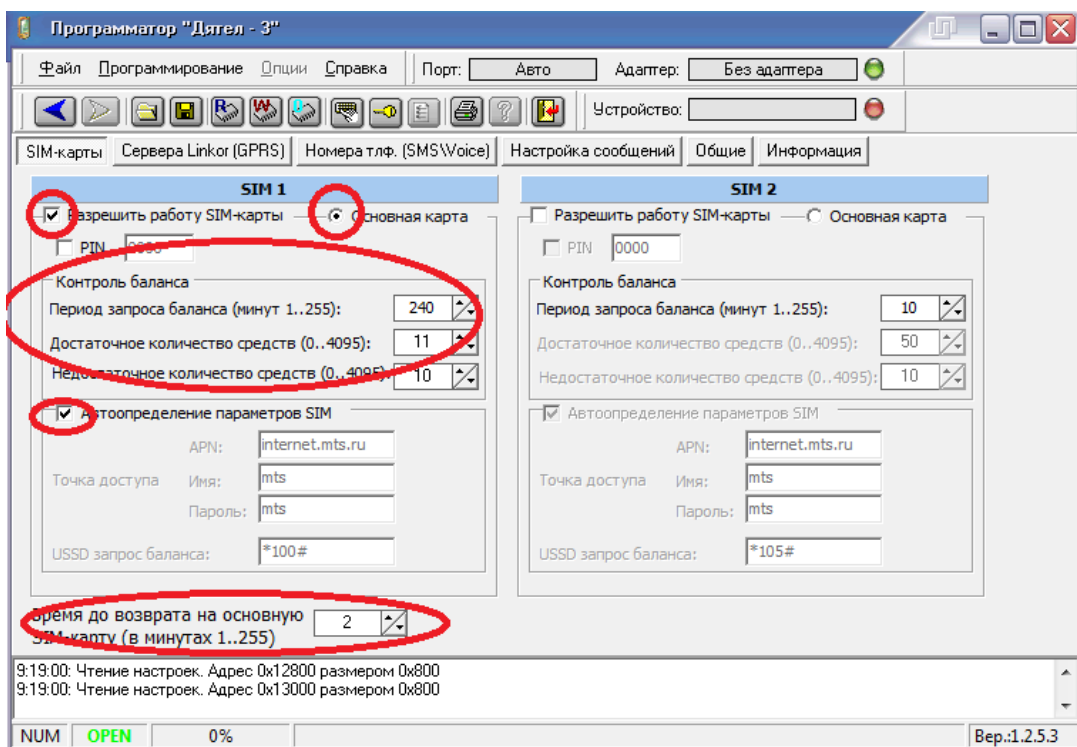 Программатор "Дятел - 3"
Файл Программирование Опции Справка Порт: Авто Адаптер: Без адаптера
Устройство:
SIM-карты Сервера Linkor (GPRS) Номера тлф. (SMS\Voice) Настройка сообщений Общие Информация
SIM 1 SIM 2
Разрешить работу SIM-карты Основная карта Разрешить работу SIM-карты Основная карта
PIN 0000 PIN 0000
Контроль баланса Контроль баланса
Период запроса баланса (минут 1..255): 240 Период запроса баланса (минут 1..255): 10
Достаточное количество средств (0..4095): 11 Достаточное количество средств (0..4095): 50
Недостаточное количество средств (0..4095): 10 Недостаточное количество средств (0..4095): 10
Автоопределение параметров SIM Автоопределение параметров SIM
APN: internet.mts.ru APN: internet.mts.ru
Точка доступа Имя: mts Точка доступа Имя: mts
Пароль: mts Пароль: mts
USSD запрос баланса: *100# USSD запрос баланса: *105#
Время до возврата на основную
SIM-карту (в минутах 1..255) 2
9:19:00: Чтение настроек. Адрес 0x12800 размером 0x800
9:19:00: Чтение настроек. Адрес 0x13000 размером 0x800
NUM OPEN 0% Вер.:1.2.5.3